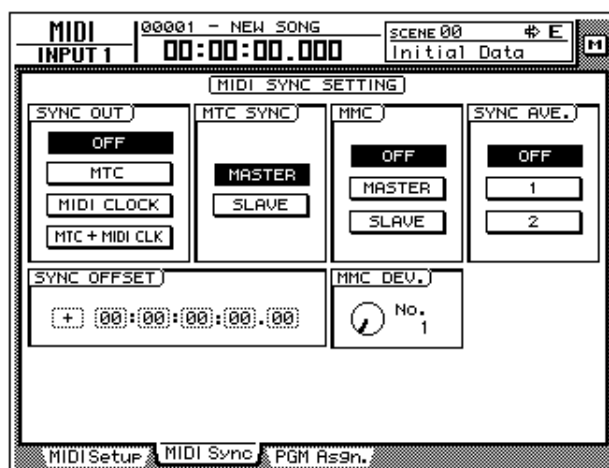 MIDI
INPUT 1
00001 - NEW SONG
00:00:00.000
SCENE 00 E
Initial Data
M
MIDI SYNC SETTING
SYNC OUT
OFF
MTC
MIDI CLOCK
MTC + MIDI CLK
MTC SYNC
MASTER
SLAVE
MMC
OFF
MASTER
SLAVE
SYNC AVE.
OFF
1
2
SYNC OFFSET
+ 00:00:00:00.00
MMC DEV.
No.
1
MIDI Setup MIDI Sync PGM Asgn.